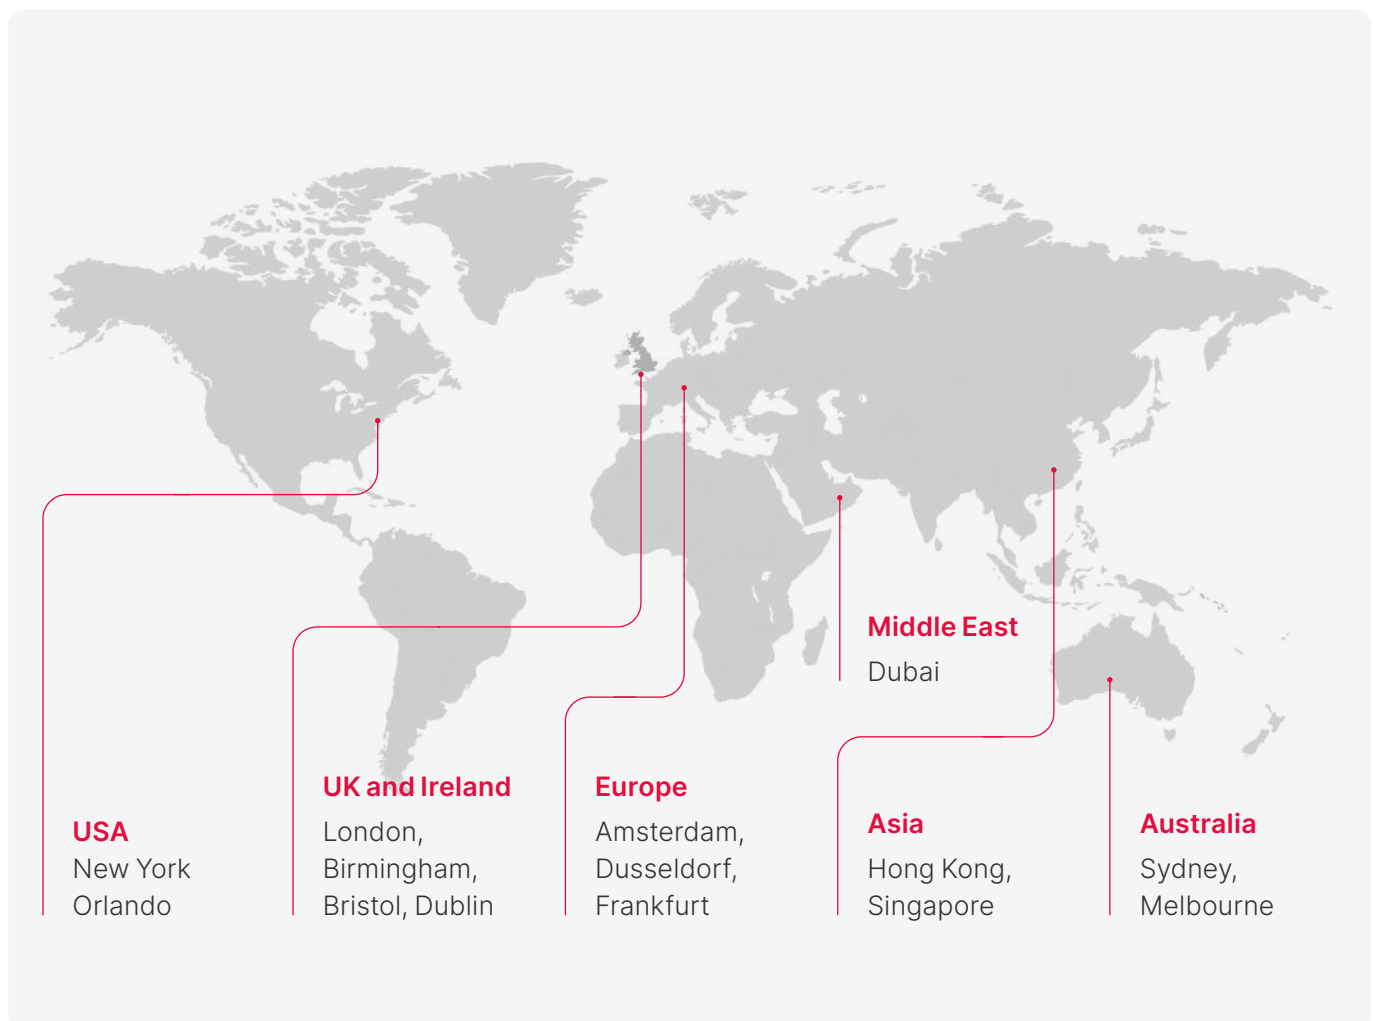 USA
New York
Orlando
UK and Ireland
London,
Birmingham,
Bristol, Dublin
Europe
Amsterdam,
Dusseldorf,
Frankfurt
Middle East
Dubai
Asia
Hong Kong,
Singapore
Australia
Sydney,
Melbourne